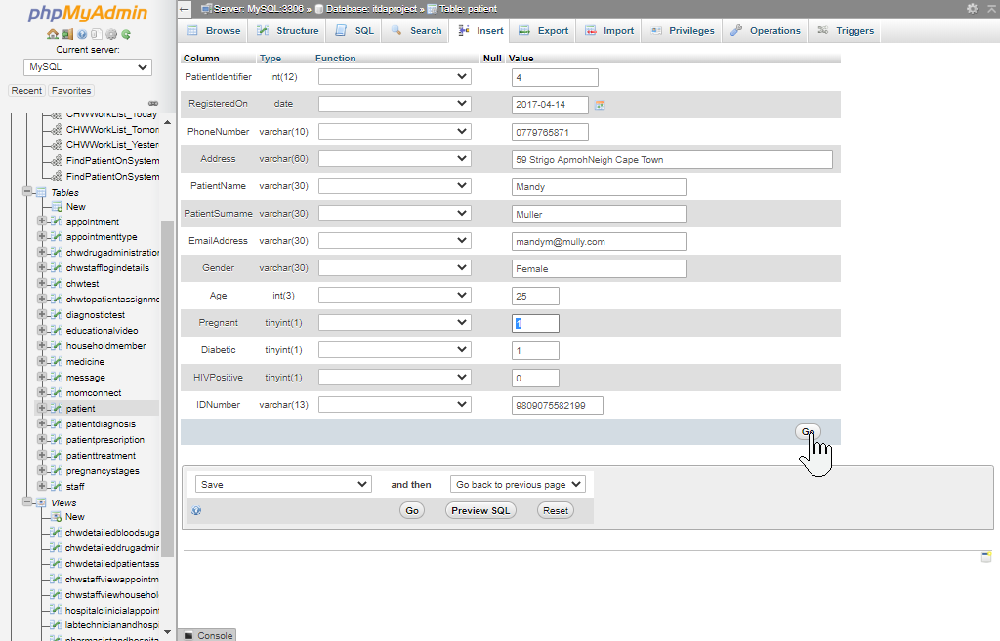 phpMyAdmin
Current server:
MySQL
Recent Favorites
CHWWorkList_Today
CHWWorkList_Tomor
CHWWorkList_Yester
FindPatientOnSystem
FindPatientOnSystem
Tables
New
appointment
appointmenttype
chwdrugadministration
chwstafflogindetails
chwtest
chwtopatientassignme
diagnostictest
educationalvideo
householdmember
medicine
message
momconnect
patient
patientdiagnosis
patientprescription
patienttreatment
pregnancystages
staff
Views
New
chwdetailedbloodsuga
chwdetaileddrugadmin
chwdetailedpatientass
chwstaffviewappointm
chwstaffviewhousehol
hospitalclinicialappoint
labtechnicianandhospi
pharmacistandhospita
Server: MySQL:3306 » Database: itdaproject » Table: patient
Browse Structure SQL Search Insert Export Import Privileges Operations Triggers
Column Type Function Null Value
PatientIdentifier int(12) 4
RegisteredOn date 2017-04-14
PhoneNumber varchar(10) 0779765871
Address varchar(60) 59 Strigo ApmohNeigh Cape Town
PatientName varchar(30) Mandy
PatientSurname varchar(30) Muller
EmailAddress varchar(30) mandym@mully.com
Gender varchar(30) Female
Age int(3) 25
Pregnant tinyint(1) 1
Diabetic tinyint(1) 1
HIVPositive tinyint(1) 0
IDNumber varchar(13) 9809075582199
Go
Save and then Go back to previous page
Go Preview SQL Reset
Console